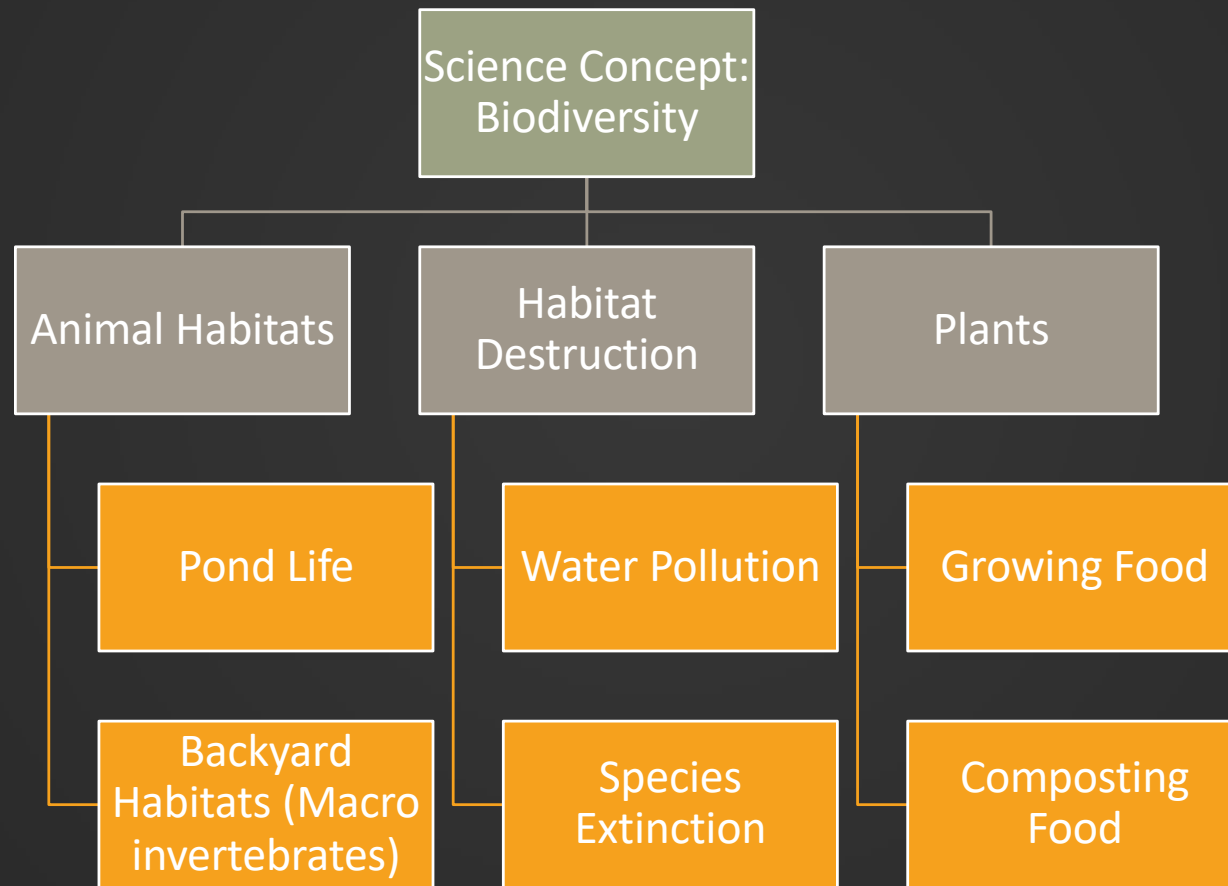 Science Concept:
Biodiversity
Animal Habitats
Habitat
Destruction
Plants
Pond Life
Water Pollution
Growing Food
Backyard
Habitats (Macro
invertebrates)
Species
Extinction
Composting
Food